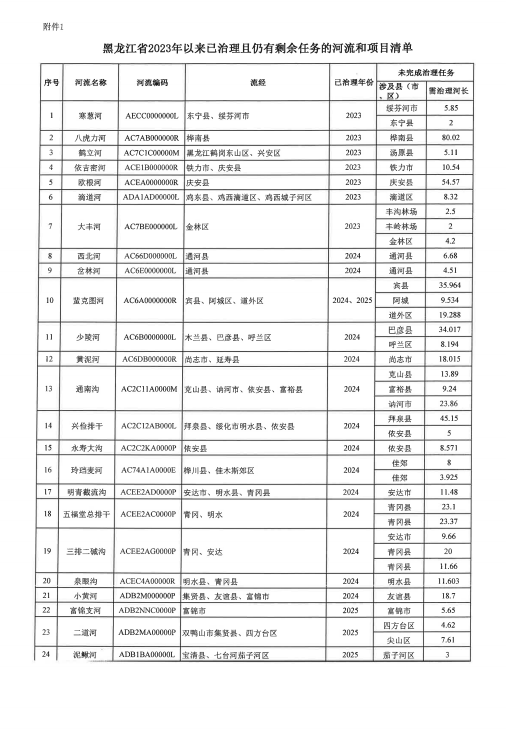 附件1
黑龙江省2023年以来已治理且仍有剩余任务的河流和项目清单
序号 河流名称 河流编码 流经 已治理年份 未完成治理任务
涉及县（市、区） 需治理河长
1 寒葱河 AECC0000000L 东宁县、绥芬河市 2023 绥芬河市 5.85
东宁县 2
2 八虎力河 AC7AB000000R 桦南县 2023 桦南县 80.02
3 鹤立河 AC7C1C00000M 黑龙江鹤岗东山区、兴安区 2023 汤原县 5.11
4 依吉密河 ACE1B000000R 铁力市、庆安县 2023 铁力市 10.54
5 欧根河 ACEA0000000R 庆安县 2023 庆安县 54.57
6 滴道河 ADA1AD00000L 鸡东县、鸡西滴道区、鸡西城子河区 2023 滴道区 8.32
7 大丰河 AC7BE000000L 金林区 2023 丰沟林场 2.5
丰岭林场 2
金林区 4.2
8 西北河 AC66D000000L 通河县 2024 通河县 6.68
9 岔林河 AC6E0000000L 通河县 2024 通河县 4.51
10 蜚克图河 AC6A0000000R 宾县、阿城区、道外区 2024、2025 宾县 35.964
阿城 9.534
道外区 19.288
11 少陵河 AC6B0000000L 木兰县、巴彦县、呼兰区 2024 巴彦县 34.017
呼兰区 8.194
12 黄泥河 AC6DB000000R 尚志市、延寿县 2024 尚志市 18.015
13 通南沟 AC2C11A0000M 克山县、讷河市、依安县、富裕县 2024 克山县 13.89
富裕县 9.24
讷河市 23.86
14 兴俭排干 AC2C12AB000L 拜泉县、绥化市明水县、依安县 2024 拜泉县 45.15
依安县 5
15 永寿大沟 AC2C2KA0000P 依安县 2024 依安县 8.571
16 玲珰麦河 AC74A1A0000E 桦川县、佳木斯郊区 2024 佳郊 8
佳郊 3.925
17 明青截流沟 ACEE2AD0000P 安达市、明水县、青冈县 2024 安达市 11.48
18 五福堂总排干 ACEE2AC0000P 青冈、明水 2024 青冈县 23.1
青冈县 23.37
19 三排二碱沟 ACEE2AG0000P 青冈、安达 2024 安达市 9.66
青冈县 20
青冈县 11.66
20 泉眼沟 ACEC4A00000R 明水县、青冈县 2024 明水县 11.603
21 小黄河 ADB2M000000P 集贤县、友谊县、富锦市 2024 友谊县 18.7
22 富锦支河 ADB2NNC0000P 富锦市 2025 富锦市 5.65
23 二道河 ADB2MA00000P 双鸭山市集贤县、四方台区 2025 四方台区 4.62
尖山区 7.61
24 泥鳅河 ADB1BA00000L 宝清县、七台河茄子河区 2025 茄子河区 3